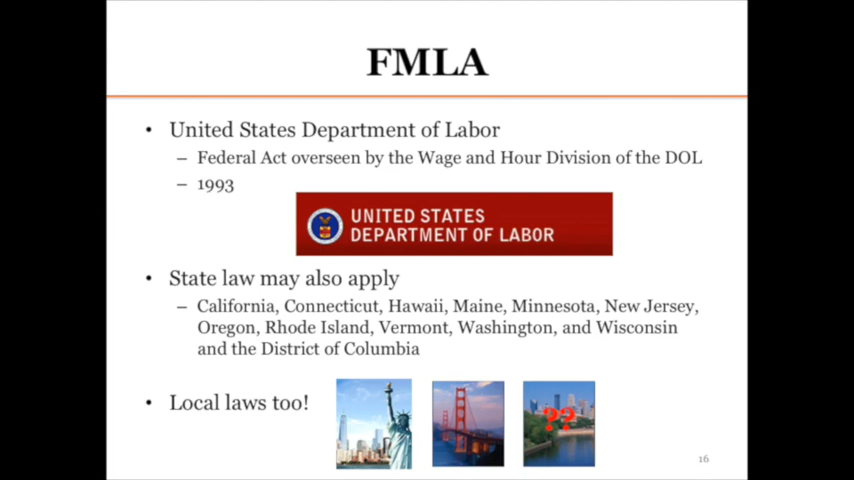 FMLA
• United States Department of Labor
– Federal Act overseen by the Wage and Hour Division of the DOL
– 1993
UNITED STATES
DEPARTMENT OF LABOR
• State law may also apply
– California, Connecticut, Hawaii, Maine, Minnesota, New Jersey,
Oregon, Rhode Island, Vermont, Washington, and Wisconsin
and the District of Columbia
• Local laws too!
??
16